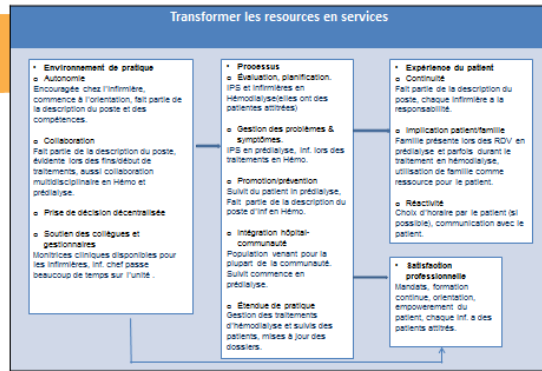 Transformer les resources en services
• Environnement de pratique
o Autonomie
Encouragée chez l'infirmière,
commence à l'orientation, fait partie de
la description du poste et des
compétences.
o Collaboration
Fait partie de la description du poste,
évidente lors des fins/début de
traitements, aussi collaboration
multidisciplinaire en Hémo et
prédialyse.
o Prise de décision décentralisée
o Soutien des collègues et
gestionnaires
Monitrices cliniques disponibles pour
les infirmières, inf. chef passe
beaucoup de temps sur l'unité .
• Processus
o Évaluation, planification.
IPS et infirmières en
Hémodialyse(elles ont des
patientes attitrées)
o Gestion des problèmes &
symptômes.
IPS en prédialyse, inf. lors des
traitements en Hémo.
o Promotion/prévention
Suivit du patient in prédialyse,
Fait partie de la description du
poste d'inf en Hémo.
o Intégration hôpital-
communauté
Population venant pour la
plupart de la communauté.
Suivit commence en
prédialyse.
o Étendue de pratique
Gestion des traitements
d'hémodialyse et suivis des
patients, mises à jour des
dossiers.
• Expérience du patient
o Continuité
Fait partie de la description du
poste, chaque infirmière a la
responsabilité.
o Implication patient/famille
Famille présente lors des RDV en
prédialyse et parfois durant le
traitement en hémodialyse,
utilisation de famille comme
ressource pour le patient.
o Réactivité
Choix d'horaire par le patient (si
possible), communication avec le
patient.
• Satisfaction
professionnelle
Mandats, formation
continue, orientation,
empowerement du
patient, chaque inf. a des
patients attitrés.